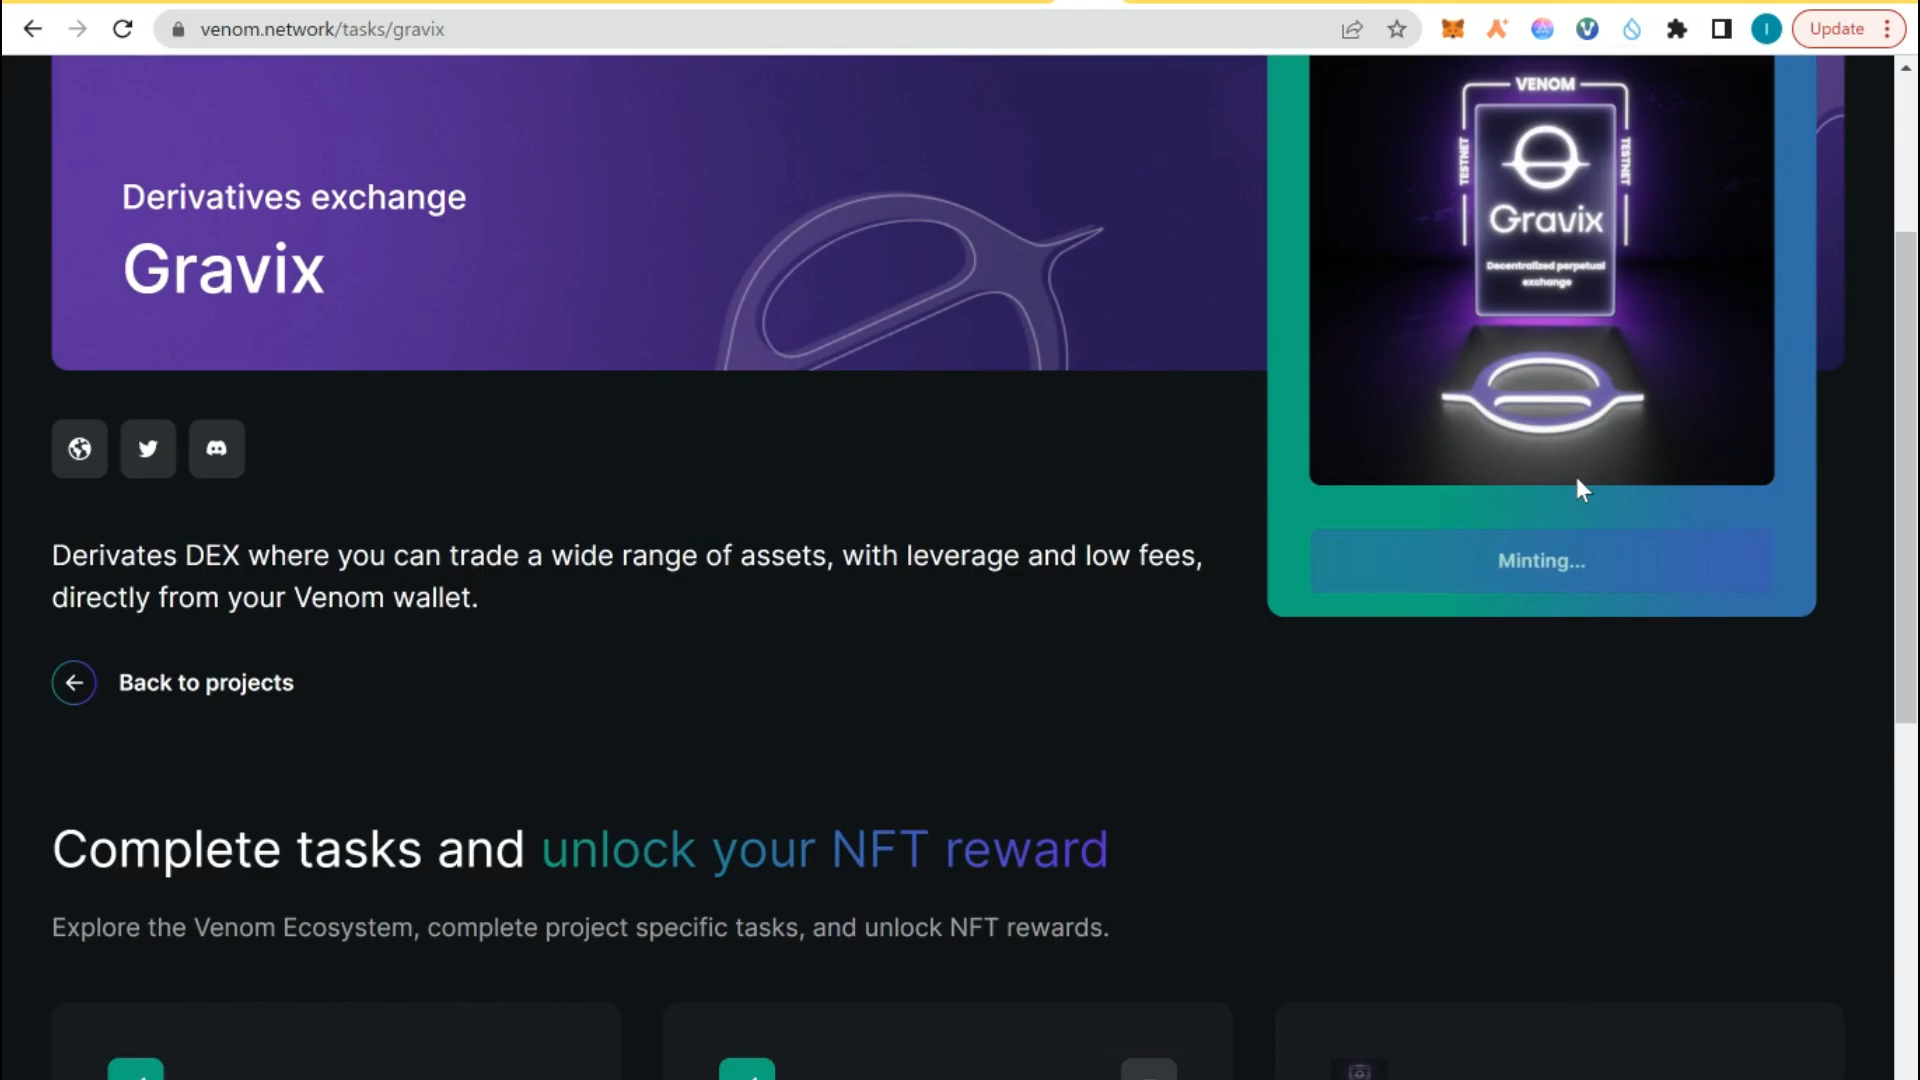 venom.network/tasks/gravix
I
Update
Derivatives exchange
Gravix
VENOM
TESTNET
TESTNET
Gravix
Decentralized perpetual
exchange
Minting...
Derivates DEX where you can trade a wide range of assets, with leverage and low fees,
directly from your Venom wallet.
Back to projects
Complete tasks and unlock your NFT reward
Explore the Venom Ecosystem, complete project specific tasks, and unlock NFT rewards.